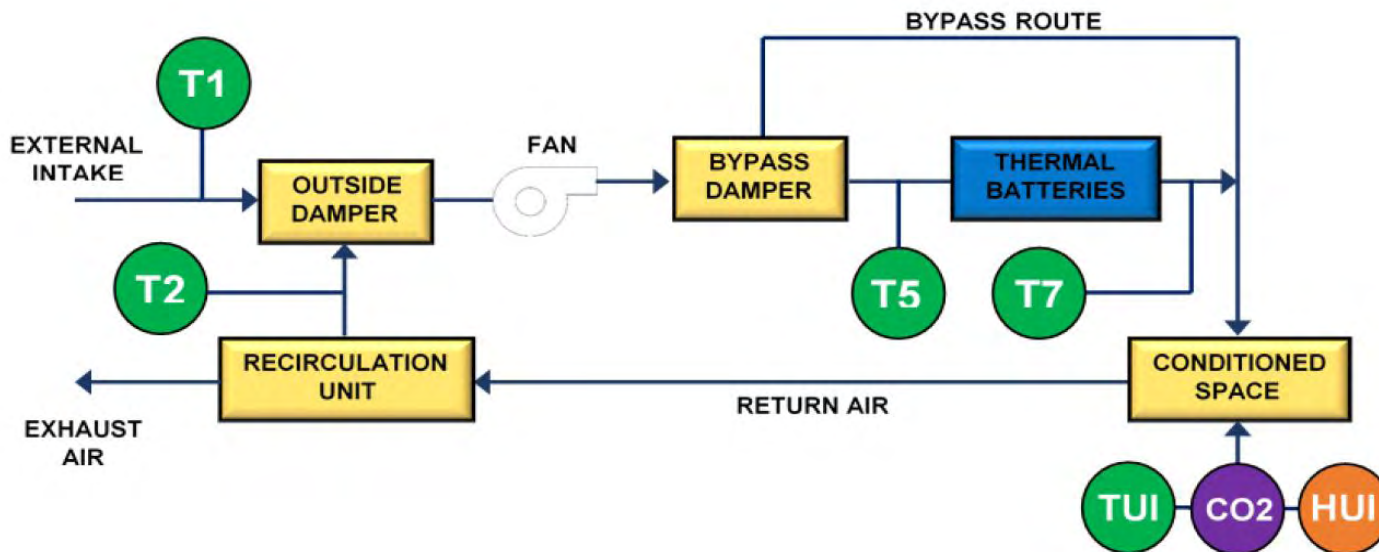 BYPASS ROUTE
T1
EXTERNAL
INTAKE
FAN
OUTSIDE
DAMPER
BYPASS
DAMPER
THERMAL
BATTERIES
T2
T5
T7
RECIRCULATION
UNIT
CONDITIONED
SPACE
RETURN AIR
EXHAUST
AIR
TUI
CO2
HUI